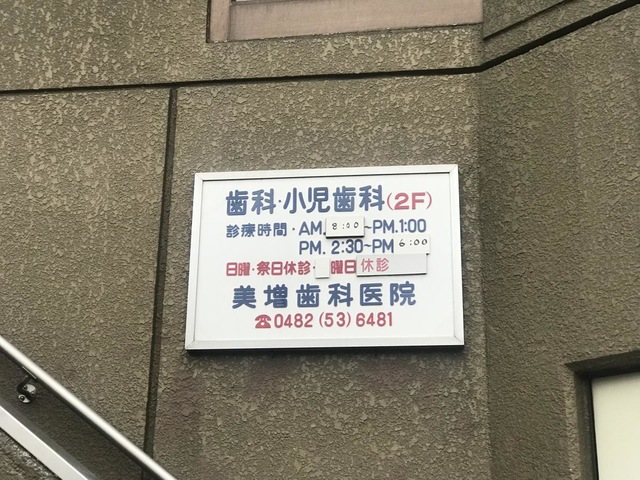 歯科・小児歯科(2F)
診療時間・AM.8:00~PM.1:00
PM. 2:30~PM 6:00
日曜・祭日休診・ 曜日休診
美増歯科医院
☎0482(53)6481